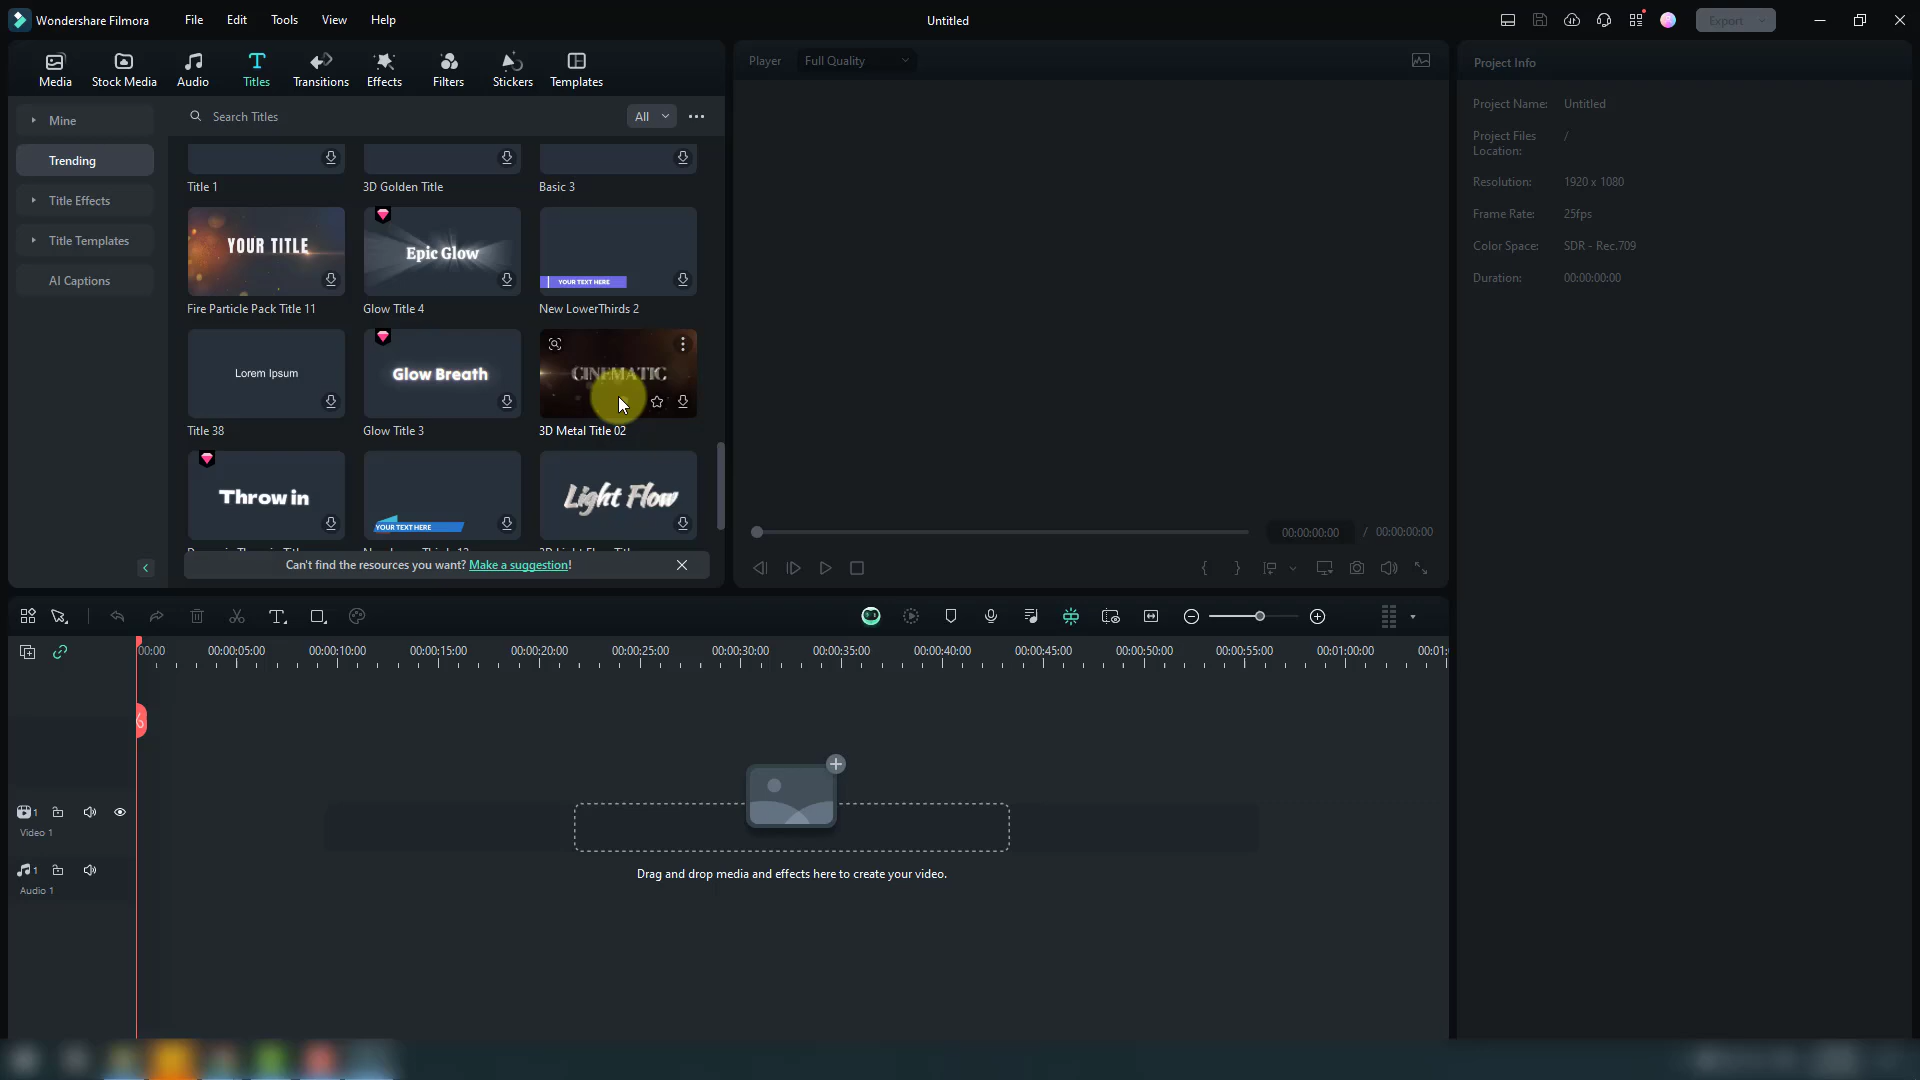 Wondershare Filmora
File
Edit
Tools
View
Help
Untitled
Export
Media
Stock Media
Audio
Titles
Transitions
Effects
Filters
Stickers
Templates
Mine
Trending
Title Effects
Title Templates
AI Captions
Search Titles
All
Title 1
3D Golden Title
Basic 3
YOUR TITLE
Epic Glow
YOUR TEXT HERE
Fire Particle Pack Title 11
Glow Title 4
New LowerThirds 2
Lorem Ipsum
Glow Breath
CINEMATIC
Title 38
Glow Title 3
3D Metal Title 02
Throw in
YOUR TEXT HERE
Light Flow
Can't find the resources you want? Make a suggestion!
Player
Full Quality
00:00:00:00 / 00:00:00:00
Project Info
Project Name: Untitled
Project Files Location: /
Resolution: 1920 x 1080
Frame Rate: 25fps
Color Space: SDR - Rec.709
Duration: 00:00:00:00
00:00
00:00:05:00
00:00:10:00
00:00:15:00
00:00:20:00
00:00:25:00
00:00:30:00
00:00:35:00
00:00:40:00
00:00:45:00
00:00:50:00
00:00:55:00
00:01:00:00
00:01:
1
Video 1
1
Audio 1
Drag and drop media and effects here to create your video.